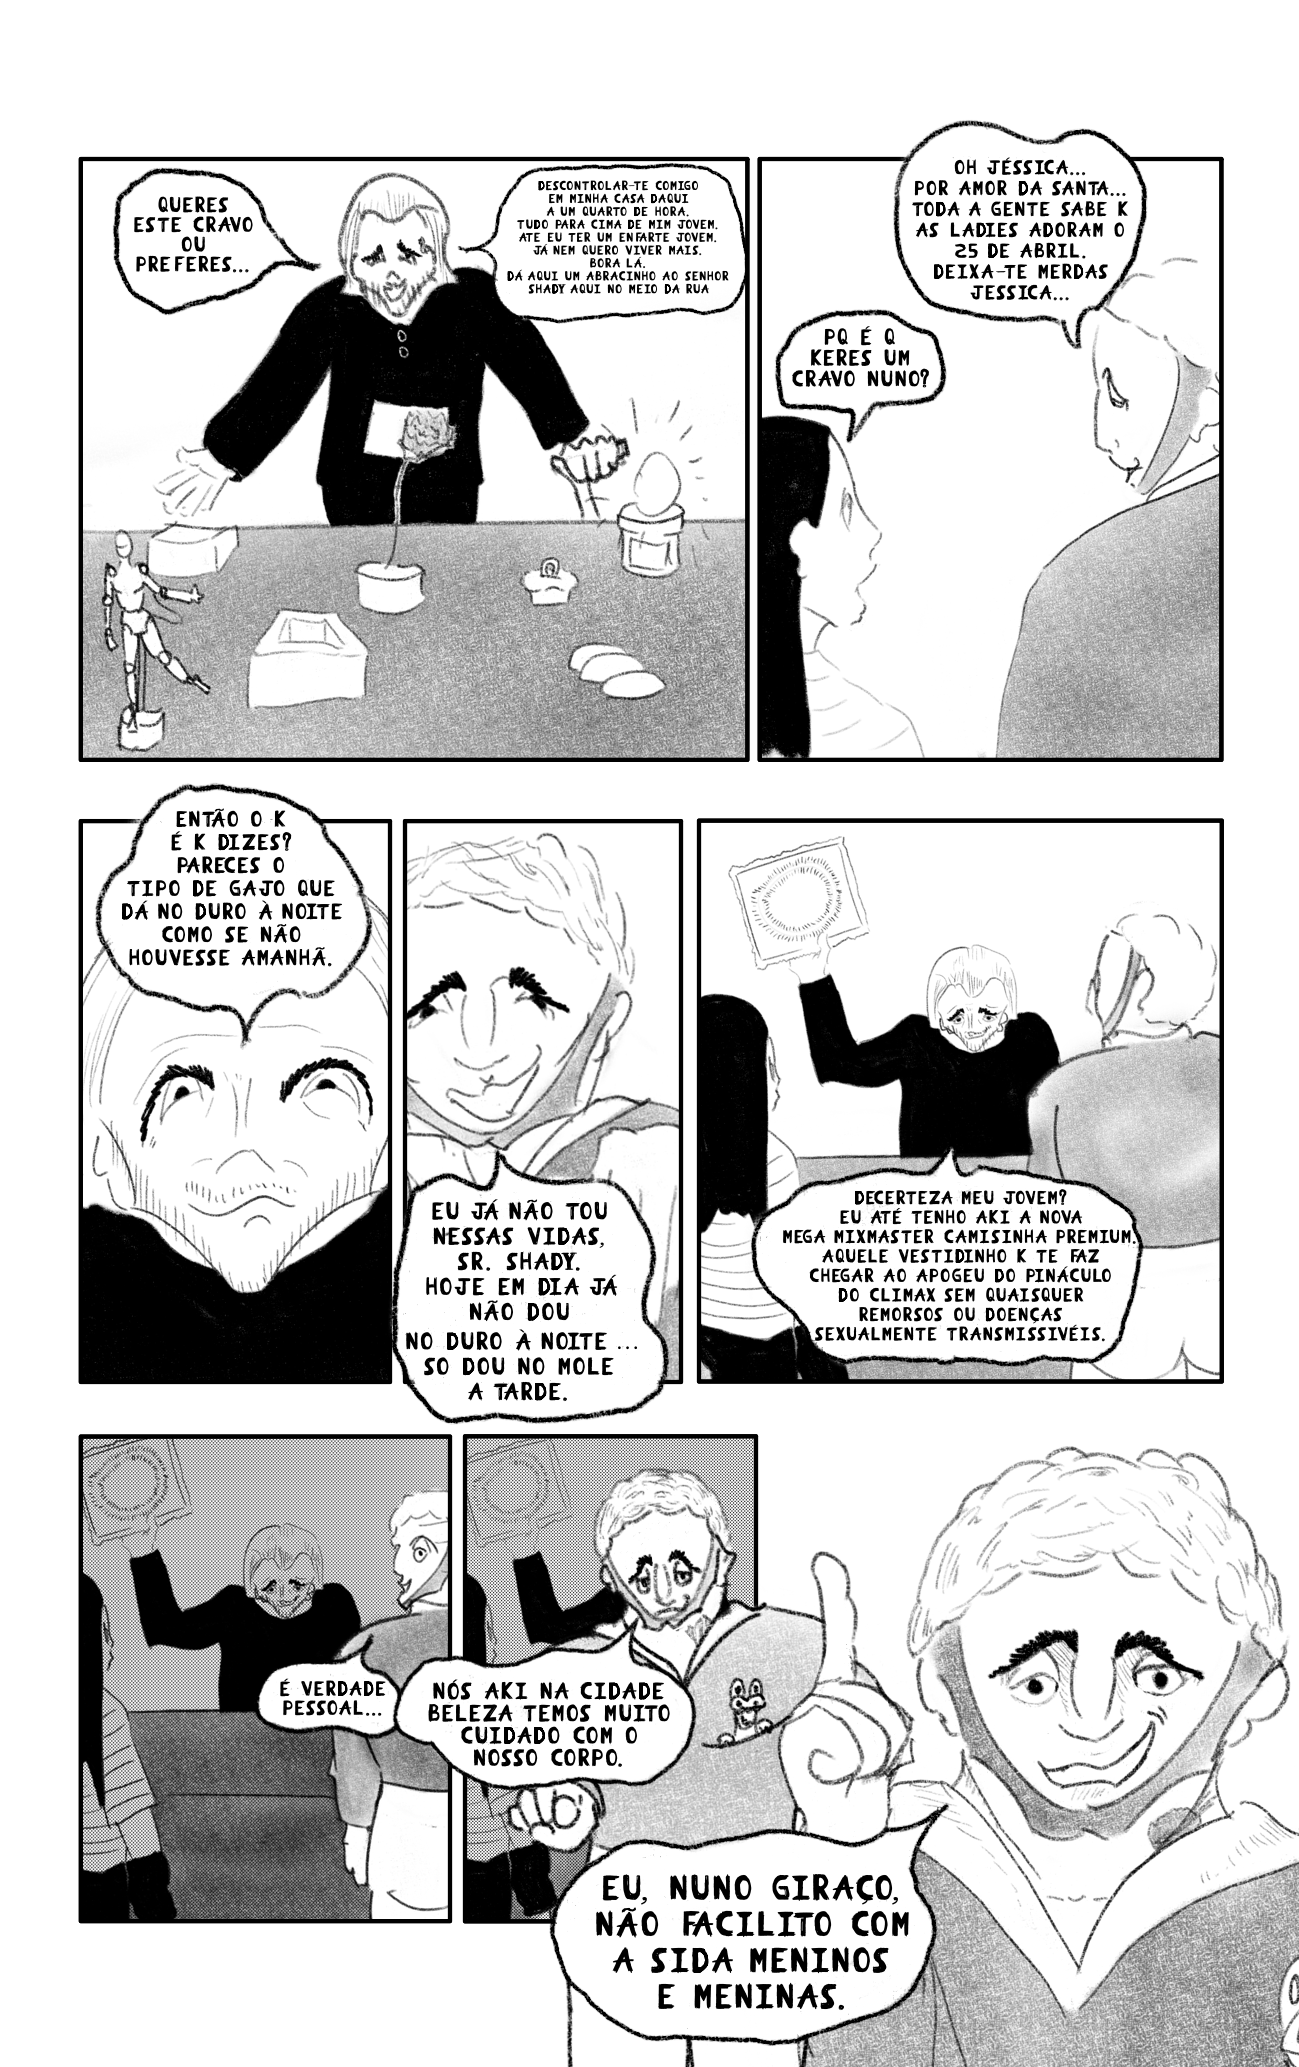 QUERES
ESTE CRAVO
OU
PREFERES...
DESCONTROLAR-TE COMIGO
EM MINHA CASA DAQUI
A UM QUARTO DE HORA.
TUDO PARA CIMA DE MIM JOVEM.
ATE EU TER UM ENFARTE JOVEM.
JÁ NEM QUERO VIVER MAIS.
BORA LÁ.
DÁ AQUI UM ABRACINHO AO SENHOR
SHADY AQUI NO MEIO DA RUA
PQ É Q
KERES UM
CRAVO NUNO?
OH JÉSSICA...
POR AMOR DA SANTA...
TODA A GENTE SABE K
AS LADIES ADORAM O
25 DE ABRIL.
DEIXA-TE MERDAS
JESSICA...
ENTÃO O K
É K DIZES?
PARECES O
TIPO DE GAJO QUE
DÁ NO DURO À NOITE
COMO SE NÃO
HOUVESSE AMANHÃ.
EU JÁ NÃO TOU
NESSAS VIDAS,
SR. SHADY.
HOJE EM DIA JÁ
NÃO DOU
NO DURO À NOITE ...
SO DOU NO MOLE
A TARDE.
DECERTEZA MEU JOVEM?
EU ATÉ TENHO AKI A NOVA
MEGA MIXMASTER CAMISINHA PREMIUM.
AQUELE VESTIDINHO K TE FAZ
CHEGAR AO APOGEU DO PINÁCULO
DO CLIMAX SEM QUAISQUER
REMORSOS OU DOENÇAS
SEXUALMENTE TRANSMISSIVÉIS.
É VERDADE
PESSOAL...
NÓS AKI NA CIDADE
BELEZA TEMOS MUITO
CUIDADO COM O
NOSSO CORPO.
EU, NUNO GIRAÇO,
NÃO FACILITO COM
A SIDA MENINOS
E MENINAS.